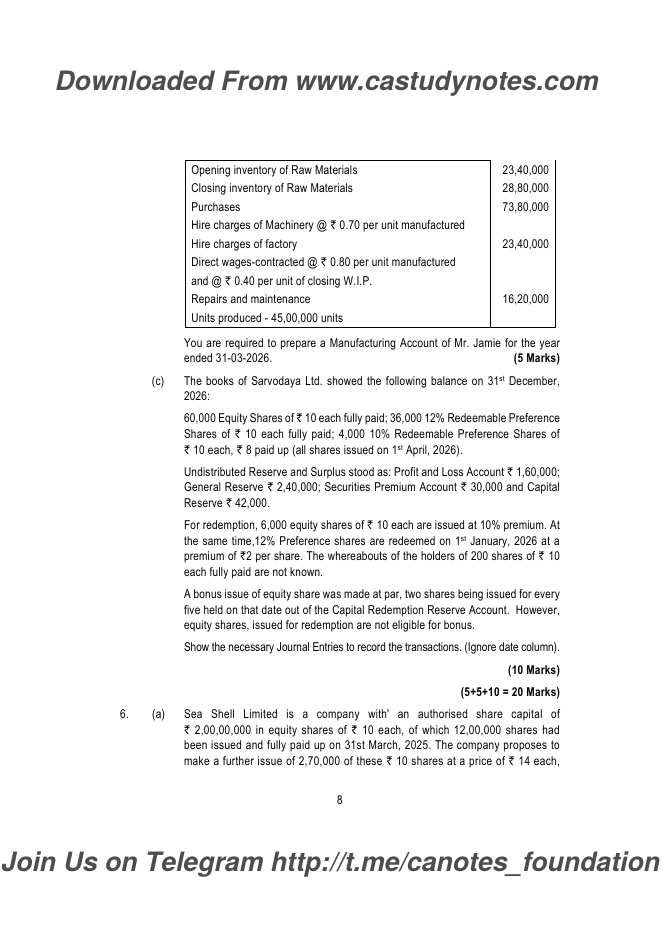 Downloaded From www.castudynotes.com
Opening inventory of Raw Materials 23,40,000
Closing inventory of Raw Materials 28,80,000
Purchases 73,80,000
Hire charges of Machinery @ ₹ 0.70 per unit manufactured
Hire charges of factory 23,40,000
Direct wages-contracted @ ₹ 0.80 per unit manufactured
and @ ₹ 0.40 per unit of closing W.I.P.
Repairs and maintenance 16,20,000
Units produced - 45,00,000 units
You are required to prepare a Manufacturing Account of Mr. Jamie for the year
ended 31-03-2026. (5 Marks)
(c) The books of Sarvodaya Ltd. showed the following balance on 31st December,
2026:
60,000 Equity Shares of ₹ 10 each fully paid; 36,000 12% Redeemable Preference
Shares of ₹ 10 each fully paid; 4,000 10% Redeemable Preference Shares of
₹ 10 each, ₹ 8 paid up (all shares issued on 1st April, 2026).
Undistributed Reserve and Surplus stood as: Profit and Loss Account ₹ 1,60,000;
General Reserve ₹ 2,40,000; Securities Premium Account ₹ 30,000 and Capital
Reserve ₹ 42,000.
For redemption, 6,000 equity shares of ₹ 10 each are issued at 10% premium. At
the same time,12% Preference shares are redeemed on 1st January, 2026 at a
premium of ₹2 per share. The whereabouts of the holders of 200 shares of ₹ 10
each fully paid are not known.
A bonus issue of equity share was made at par, two shares being issued for every
five held on that date out of the Capital Redemption Reserve Account. However,
equity shares, issued for redemption are not eligible for bonus.
Show the necessary Journal Entries to record the transactions. (Ignore date column).
(10 Marks)
(5+5+10 = 20 Marks)
6. (a) Sea Shell Limited is a company with' an authorised share capital of
₹ 2,00,00,000 in equity shares of ₹ 10 each, of which 12,00,000 shares had
been issued and fully paid up on 31st March, 2025. The company proposes to
make a further issue of 2,70,000 of these ₹ 10 shares at a price of ₹ 14 each,
8
Join Us on Telegram http://t.me/canotes_foundation